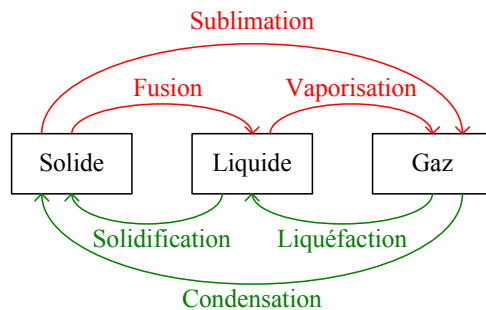 Sublimation
Fusion
Vaporisation
Solide
Liquide
Gaz
Solidification
Liquéfaction
Condensation